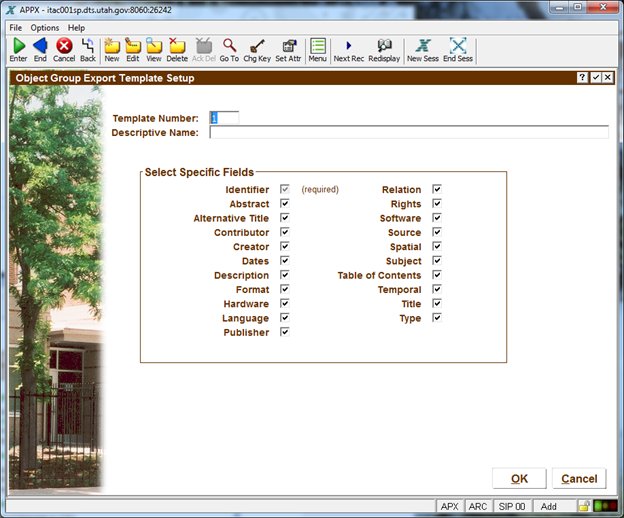 APPX - itac001sp.dts.utah.gov:8060:26242
File Options Help
Enter End Cancel Back New Edit View Delete Ack Del Go To Chg Key Set Attr Menu Next Rec Redisplay New Sess End Sess
Object Group Export Template Setup
Template Number: 1
Descriptive Name:
Select Specific Fields
Identifier (required) Relation
Abstract Rights
Alternative Title Software
Contributor Source
Creator Spatial
Dates Subject
Description Table of Contents
Format Temporal
Hardware Title
Language Type
Publisher
OK Cancel
APX ARC SIP 00 Add